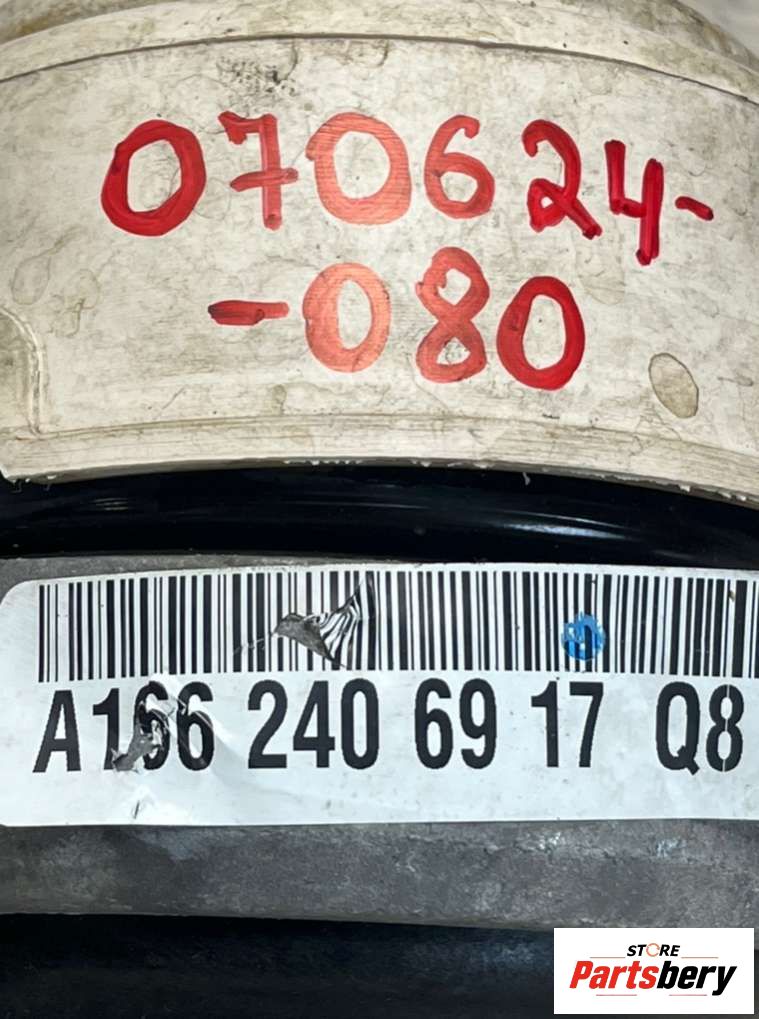 070624-
-080
A166 240 69 17 Q8
STORE
Partsbery